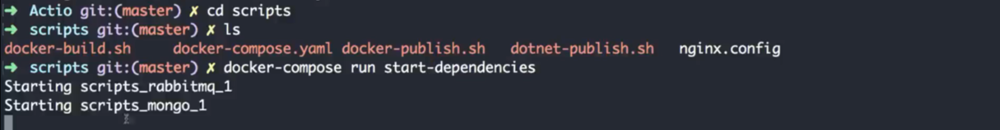 ➜ Actio git:(master) ✗ cd scripts
➜ scripts git:(master) ✗ ls
docker-build.sh docker-compose.yaml docker-publish.sh dotnet-publish.sh nginx.config
➜ scripts git:(master) ✗ docker-compose run start-dependencies
Starting scripts_rabbitmq_1
Starting scripts_mongo_1